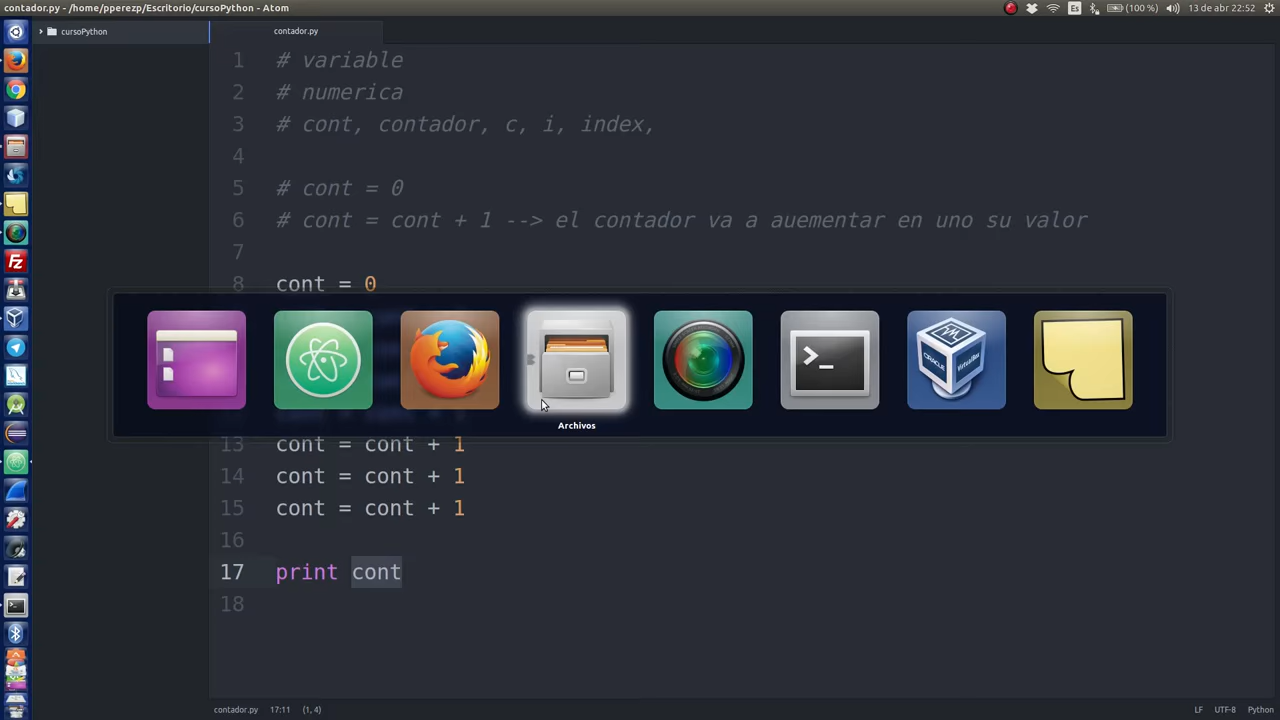 contador.py - /home/pperezp/Escritorio/cursoPython - Atom
Es
(100 %)
13 de abr 22:52
cursoPython
contador.py
1 # variable
2 # numerica
3 # cont, contador, c, i, index,
4
5 # cont = 0
6 # cont = cont + 1 --> el contador va a auementar en uno su valor
7
8 cont = 0
Archivos
13 cont = cont + 1
14 cont = cont + 1
15 cont = cont + 1
16
17 print cont
18
contador.py 17:11 (1, 4)
LF UTF-8 Python